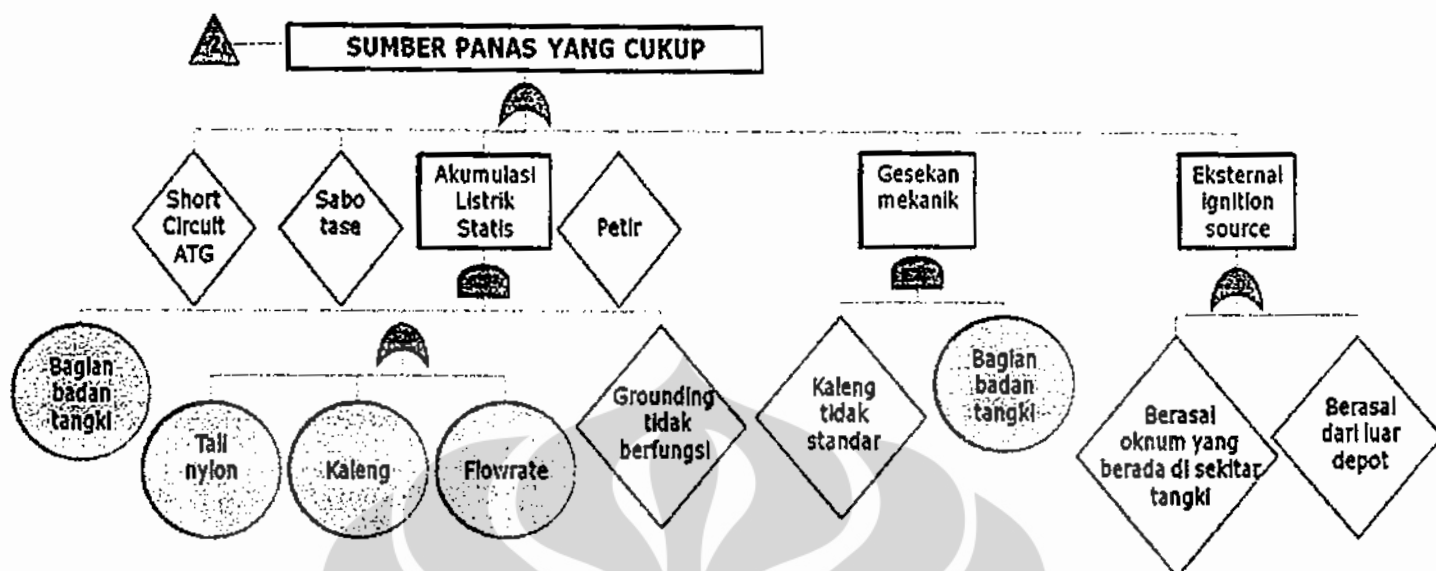 2
SUMBER PANAS YANG CUKUP
Short
Circuit
ATG
Sabo
tase
Akumulasi
Listrik
Statis
Petir
Gesekan
mekanik
Eksternal
ignition
source
Bagian
badan
tangki
Tali
nylon
Kaleng
Flowrate
Grounding
tidak
berfungsi
Kaleng
tidak
standar
Bagian
badan
tangki
Berasal
oknum yang
berada di sekitar
tangki
Berasal
dari luar
depot